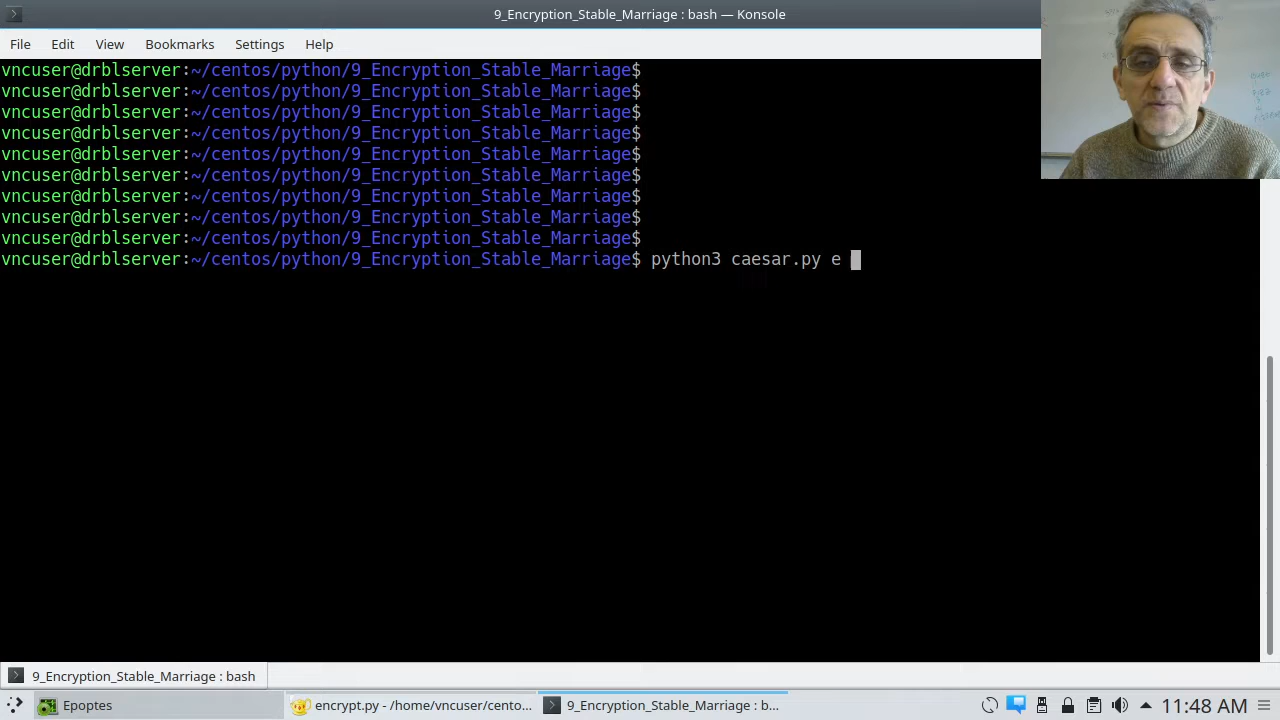 9_Encryption_Stable_Marriage : bash — Konsole
File Edit View Bookmarks Settings Help
vncuser@drblserver:~/centos/python/9_Encryption_Stable_Marriage$
vncuser@drblserver:~/centos/python/9_Encryption_Stable_Marriage$
vncuser@drblserver:~/centos/python/9_Encryption_Stable_Marriage$
vncuser@drblserver:~/centos/python/9_Encryption_Stable_Marriage$
vncuser@drblserver:~/centos/python/9_Encryption_Stable_Marriage$
vncuser@drblserver:~/centos/python/9_Encryption_Stable_Marriage$
vncuser@drblserver:~/centos/python/9_Encryption_Stable_Marriage$
vncuser@drblserver:~/centos/python/9_Encryption_Stable_Marriage$
vncuser@drblserver:~/centos/python/9_Encryption_Stable_Marriage$
vncuser@drblserver:~/centos/python/9_Encryption_Stable_Marriage$ python3 caesar.py e
9_Encryption_Stable_Marriage : bash
Epoptes encrypt.py - /home/vncuser/cento... 9_Encryption_Stable_Marriage : b... 11:48 AM